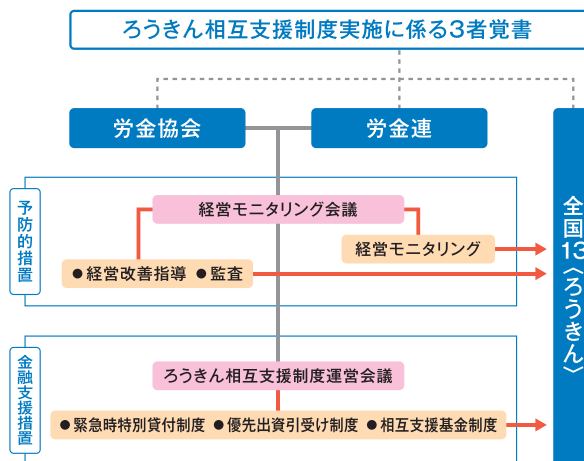 ろうきん相互支援制度実施に係る3者覚書
労金協会
労金連
全国13〈ろうきん〉
予防的措置
経営モニタリング会議
経営モニタリング
●経営改善指導 ●監査
金融支援措置
ろうきん相互支援制度運営会議
●緊急時特別貸付制度 ●優先出資引受け制度 ●相互支援基金制度